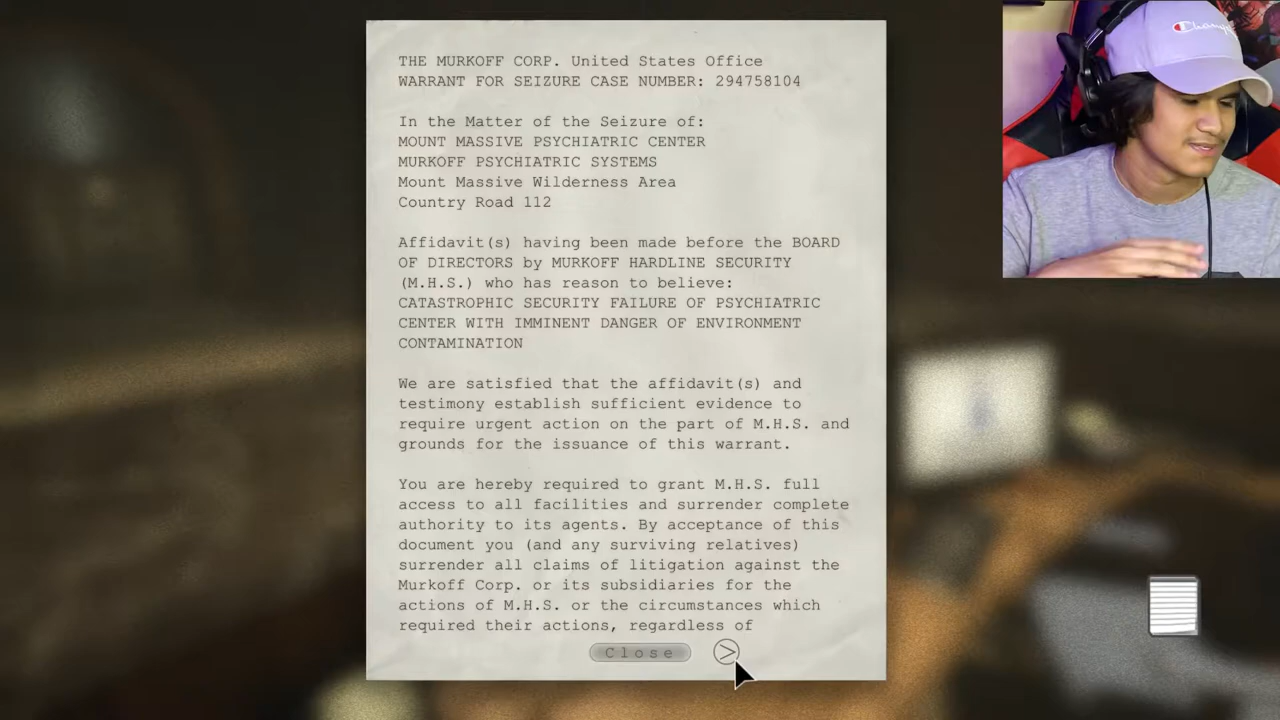 THE MURKOFF CORP. United States Office
WARRANT FOR SEIZURE CASE NUMBER: 294758104
In the Matter of the Seizure of:
MOUNT MASSIVE PSYCHIATRIC CENTER
MURKOFF PSYCHIATRIC SYSTEMS
Mount Massive Wilderness Area
Country Road 112
Affidavit(s) having been made before the BOARD
OF DIRECTORS by MURKOFF HARDLINE SECURITY
(M.H.S.) who has reason to believe:
CATASTROPHIC SECURITY FAILURE OF PSYCHIATRIC
CENTER WITH IMMINENT DANGER OF ENVIRONMENT
CONTAMINATION
We are satisfied that the affidavit(s) and
testimony establish sufficient evidence to
require urgent action on the part of M.H.S. and
grounds for the issuance of this warrant.
You are hereby required to grant M.H.S. full
access to all facilities and surrender complete
authority to its agents. By acceptance of this
document you (and any surviving relatives)
surrender all claims of litigation against the
Murkoff Corp. or its subsidiaries for the
actions of M.H.S. or the circumstances which
required their actions, regardless of
Close >